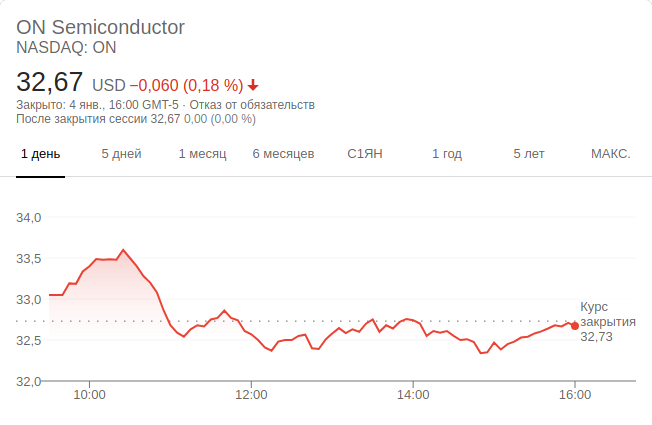 ON Semiconductor
NASDAQ: ON
32,67 USD −0,060 (0,18 %)
Закрыто: 4 янв., 16:00 GMT-5 · Отказ от обязательств
После закрытия сессии 32,67 0,00 (0,00 %)
1 день 5 дней 1 месяц 6 месяцев С1ЯН 1 год 5 лет МАКС.
34,0
33,5
33,0
32,5
32,0
Курс
закрытия
32,73
10:00 12:00 14:00 16:00